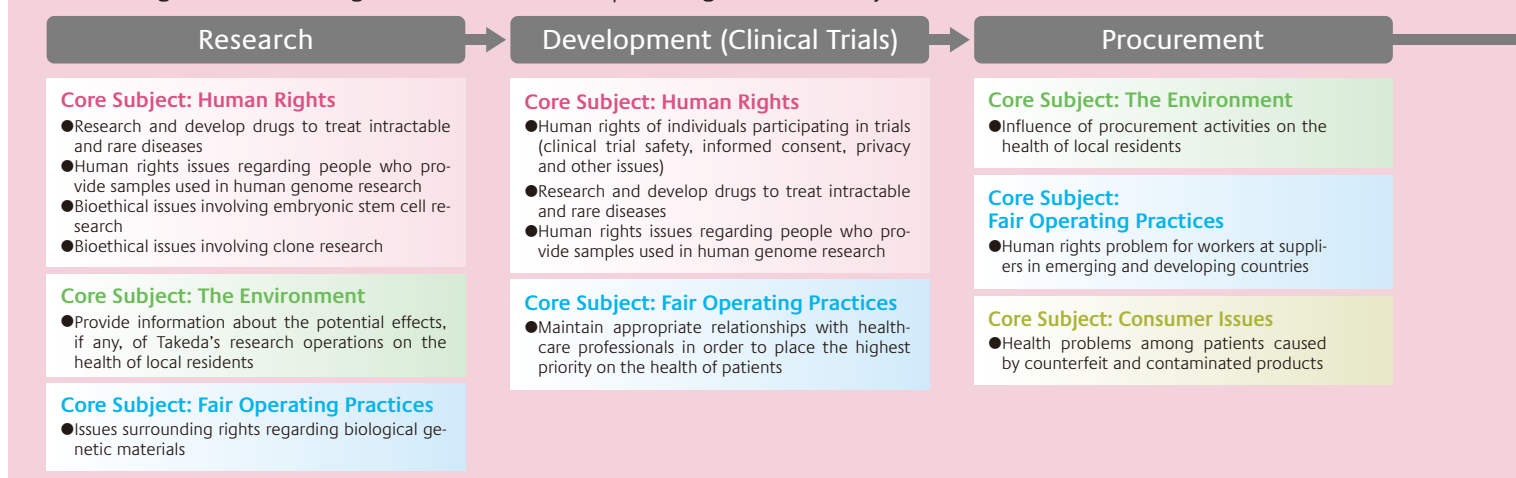 Research
Development (Clinical Trials)
Procurement
Core Subject: Human Rights
●Research and develop drugs to treat intractable
and rare diseases
●Human rights issues regarding people who pro-
vide samples used in human genome research
●Bioethical issues involving embryonic stem cell re-
search
●Bioethical issues involving clone research
Core Subject: The Environment
●Provide information about the potential effects,
if any, of Takeda’s research operations on the
health of local residents
Core Subject: Fair Operating Practices
●Issues surrounding rights regarding biological ge-
netic materials
Core Subject: Human Rights
●Human rights of individuals participating in trials
(clinical trial safety, informed consent, privacy
and other issues)
●Research and develop drugs to treat intractable
and rare diseases
●Human rights issues regarding people who pro-
vide samples used in human genome research
Core Subject: Fair Operating Practices
●Maintain appropriate relationships with health-
care professionals in order to place the highest
priority on the health of patients
Core Subject: The Environment
●Influence of procurement activities on the
health of local residents
Core Subject:
Fair Operating Practices
●Human rights problem for workers at suppli-
ers in emerging and developing countries
Core Subject: Consumer Issues
●Health problems among patients caused
by counterfeit and contaminated products